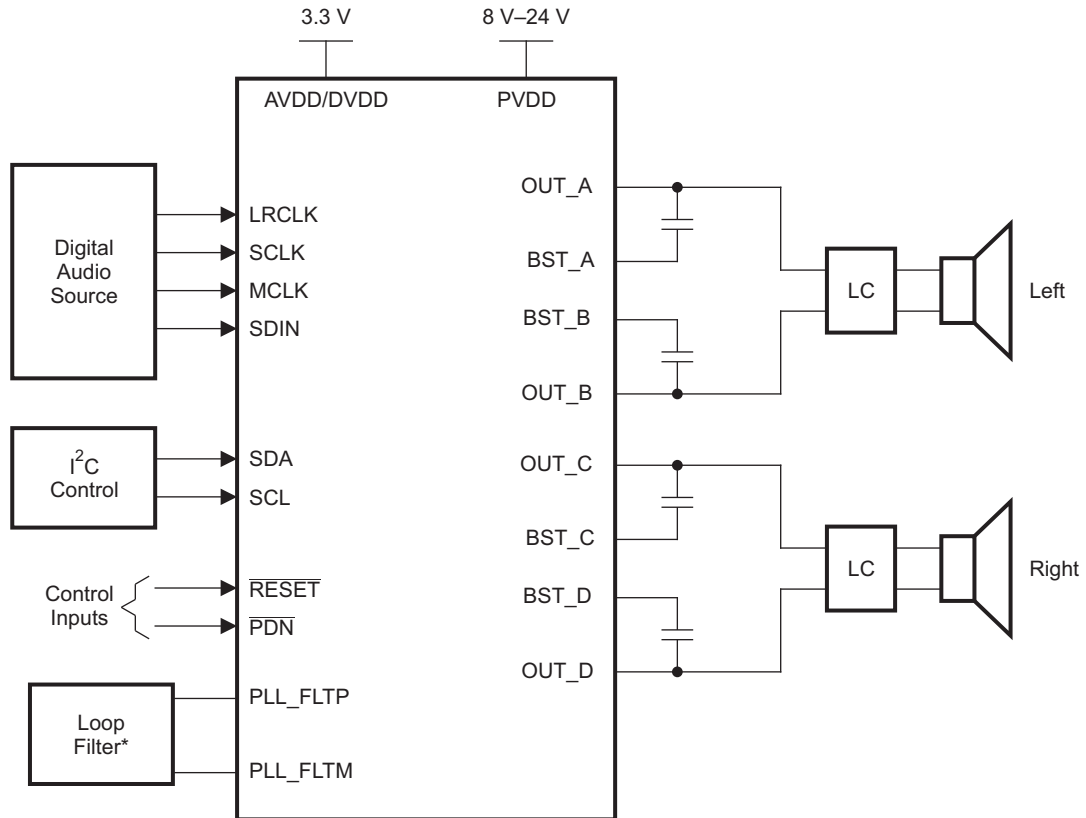 3.3 V
8 V–24 V
AVDD/DVDD
PVDD
Digital
Audio
Source
LRCLK
SCLK
MCLK
SDIN
I²C
Control
SDA
SCL
Control
Inputs
RESET
PDN
Loop
Filter*
PLL_FLTP
PLL_FLTM
OUT_A
BST_A
BST_B
OUT_B
LC
Left
OUT_C
BST_C
BST_D
OUT_D
LC
Right